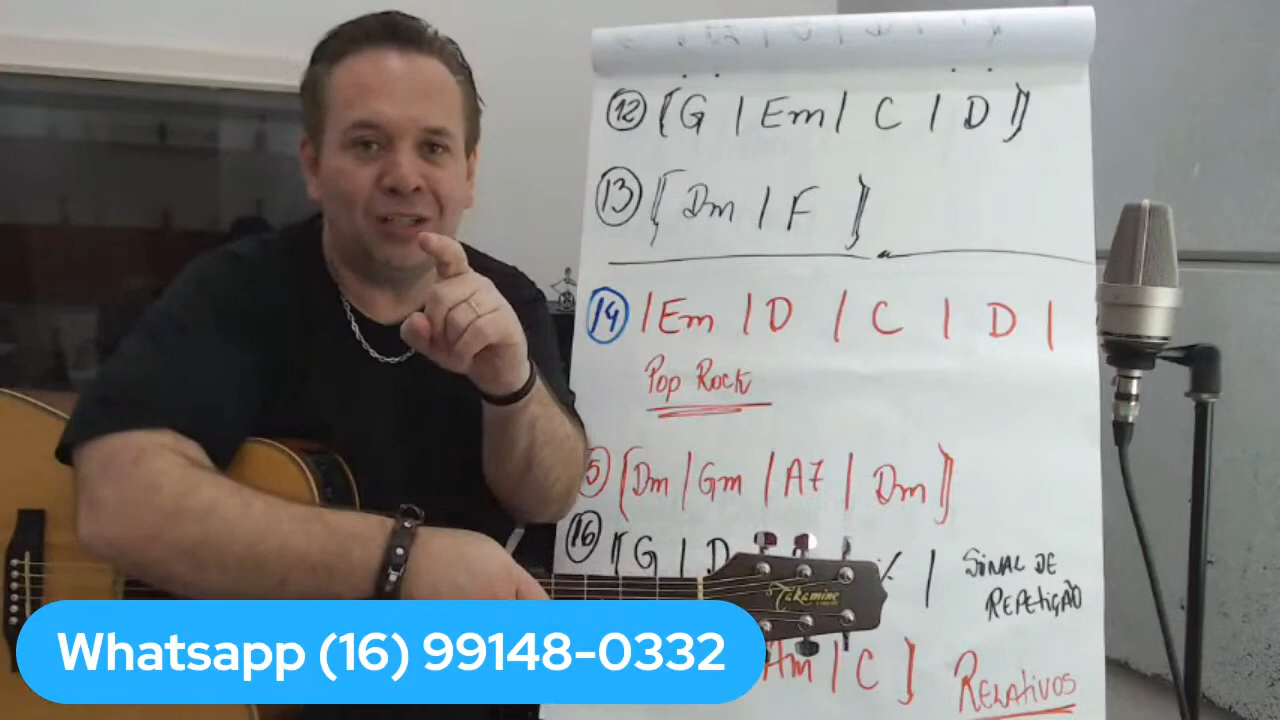 12 [G | Em | C | D ]
13 [ Dm | F ]
14 | Em | D | C | D |
Pop Rock
5 [ Dm | Gm | A7 | Dm ]
16 [ G | D % | SINAL DE
REPETIÇÃO
Takamine
Am | C ] RELATIVOS
Whatsapp (16) 99148-0332